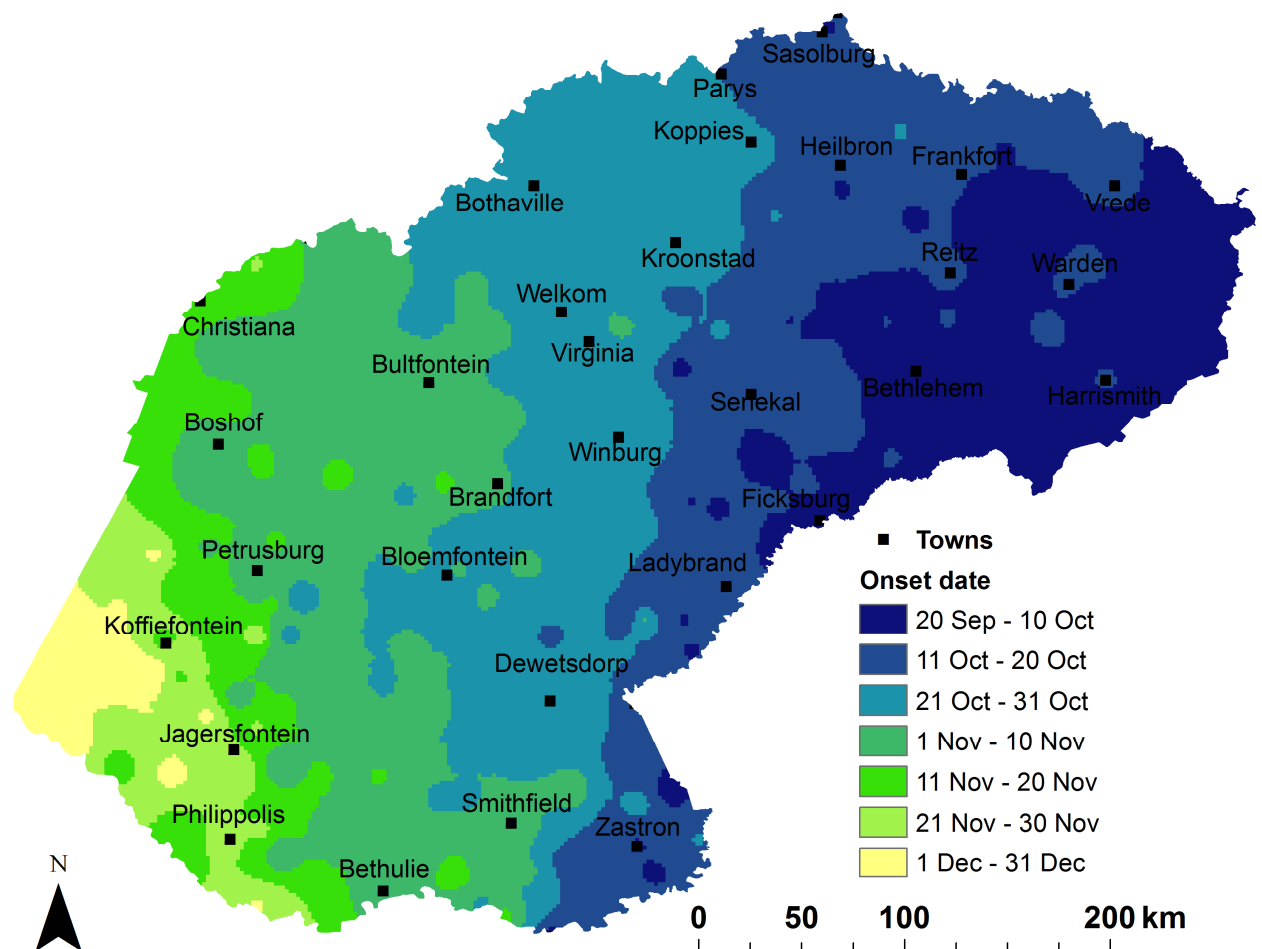 Sasolburg
Parys
Koppies
Heilbron
Frankfort
Bothaville
Vrede
Kroonstad
Reitz
Warden
Welkom
Christiana
Virginia
Bultfontein
Bethlehem
Harrismith
Senekal
Boshof
Winburg
Brandfort
Ficksburg
Petrusburg
Bloemfontein
Ladybrand
Koffiefontein
Dewetsdorp
Jagersfontein
Philippolis
Smithfield
Zastron
Bethulie
Towns
Onset date
20 Sep - 10 Oct
11 Oct - 20 Oct
21 Oct - 31 Oct
1 Nov - 10 Nov
11 Nov - 20 Nov
21 Nov - 30 Nov
1 Dec - 31 Dec
N
0 50 100 200 km